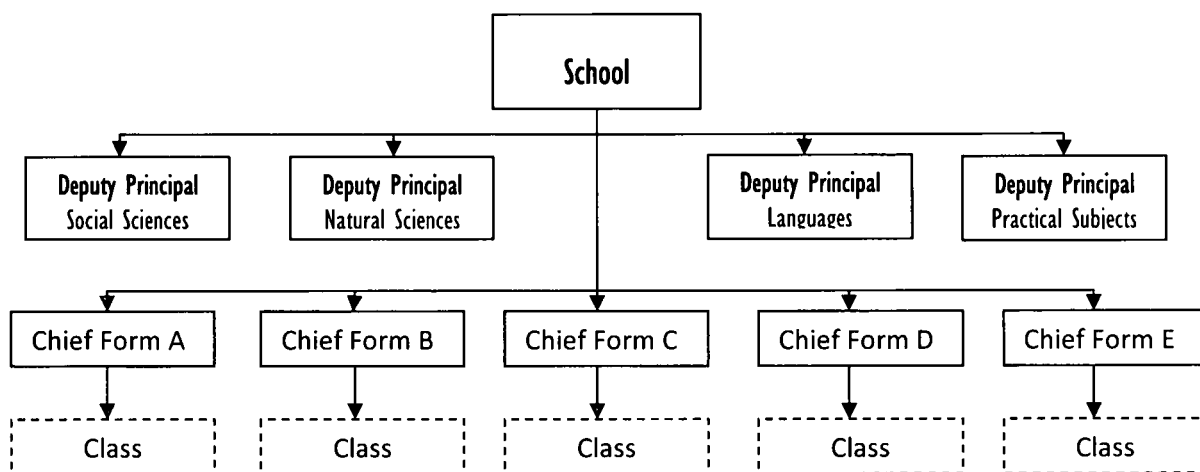 School
Deputy Principal
Social Sciences
Deputy Principal
Natural Sciences
Deputy Principal
Languages
Deputy Principal
Practical Subjects
Chief Form A
Chief Form B
Chief Form C
Chief Form D
Chief Form E
Class
Class
Class
Class
Class